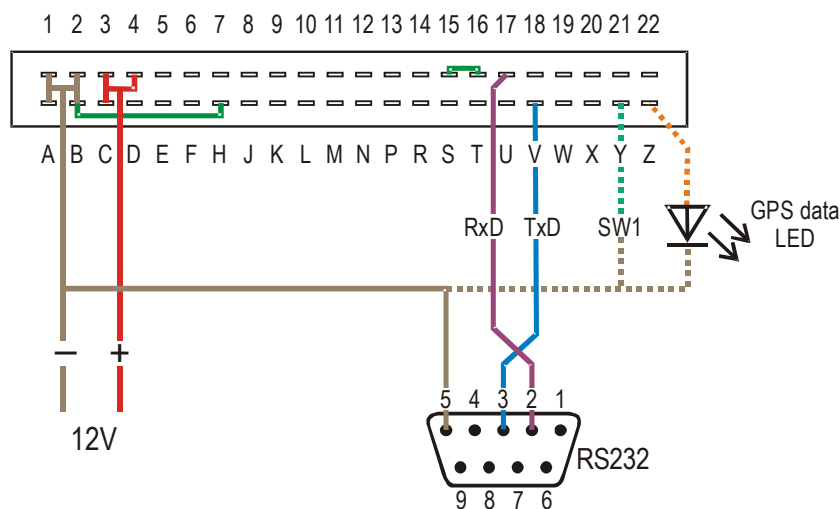 1 2 3 4 5 6 7 8 9 10 11 12 13 14 15 16 17 18 19 20 21 22
A B C D E F H J K L M N P R S T U V W X Y Z
RxD TxD SW1
GPS data
LED
− +
12V
5 4 3 2 1
RS232
9 8 7 6